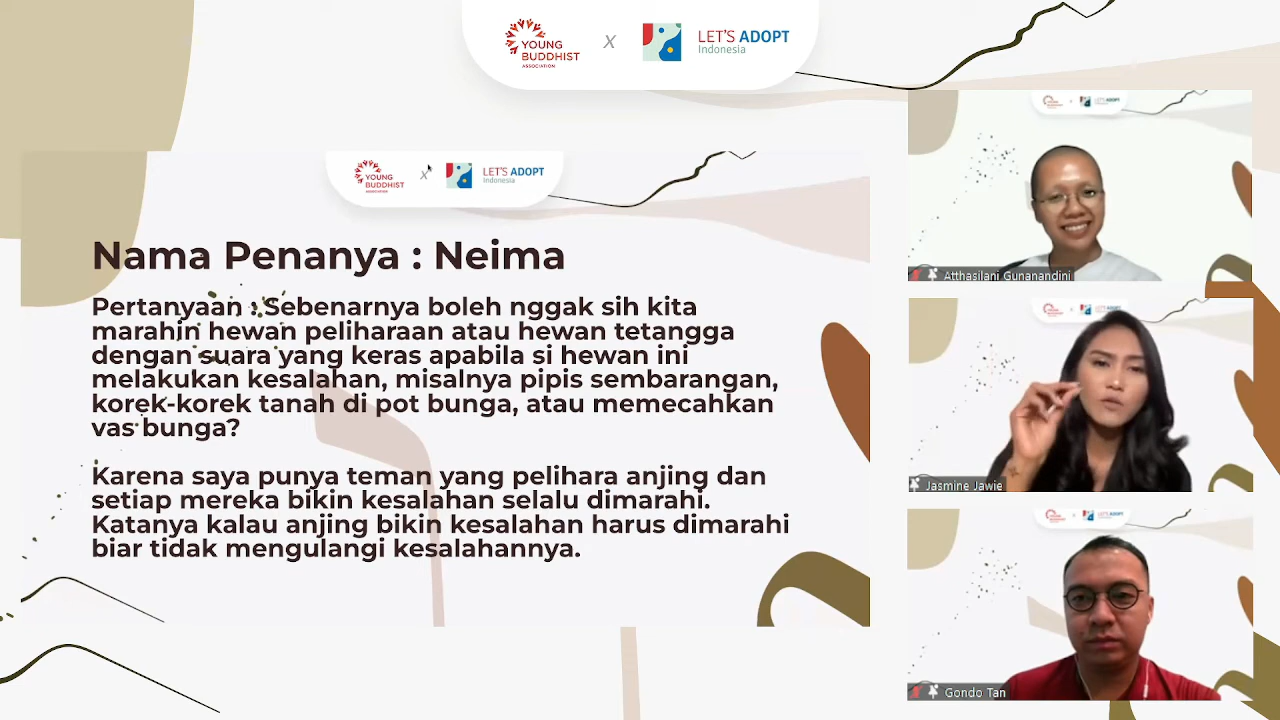 YOUNG
BUDDHIST
ASSOCIATION
X
LET'S ADOPT
Indonesia
YOUNG
BUDDHIST
ASSOCIATION
X
LET'S ADOPT
Indonesia
Nama Penanya : Neima
Pertanyaan : Sebenarnya boleh nggak sih kita
marahin hewan peliharaan atau hewan tetangga
dengan suara yang keras apabila si hewan ini
melakukan kesalahan, misalnya pipis sembarangan,
korek-korek tanah di pot bunga, atau memecahkan
vas bunga?
Karena saya punya teman yang pelihara anjing dan
setiap mereka bikin kesalahan selalu dimarahi.
Katanya kalau anjing bikin kesalahan harus dimarahi
biar tidak mengulangi kesalahannya.
Atthasilani Gunanandini
Jasmine Jawie
Gondo Tan